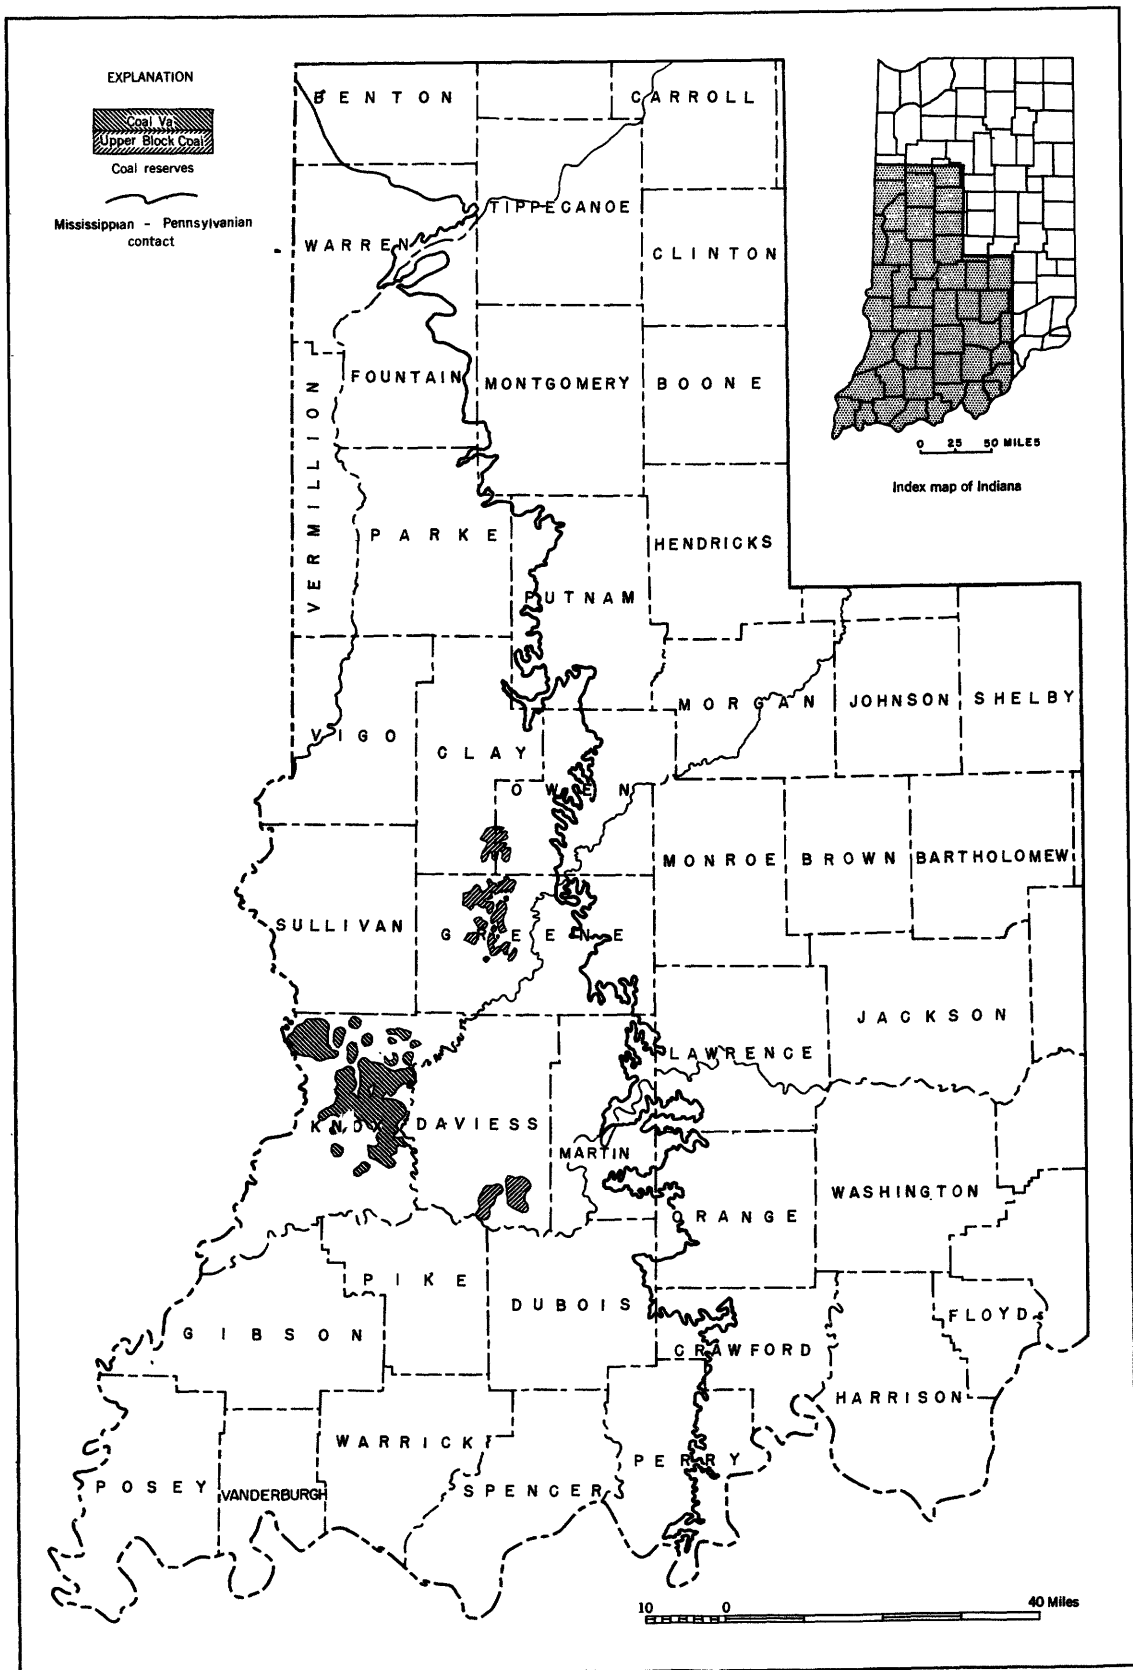 EXPLANATION
Coal Va
Upper Block Coal
Coal reserves
Mississippian - Pennsylvanian
contact
BENTON
CARROLL
TIPPECANOE
WARREN
CLINTON
FOUNTAIN
MONTGOMERY
BOONE
VERMILLION
0 25 50 MILES
Index map of Indiana
PARKE
HENDRICKS
PUTNAM
MORGAN
JOHNSON
SHELBY
VIGO
CLAY
OWEN
MONROE
BROWN
BARTHOLOMEW
SULLIVAN
GREENE
JACKSON
LAWRENCE
KNOX
DAVIESS
MARTIN
WASHINGTON
ORANGE
PIKE
DUBOIS
FLOYD
GIBSON
CRAWFORD
HARRISON
WARRICK
PERRY
POSEY
VANDERBURGH
SPENCER
10 0 40 Miles